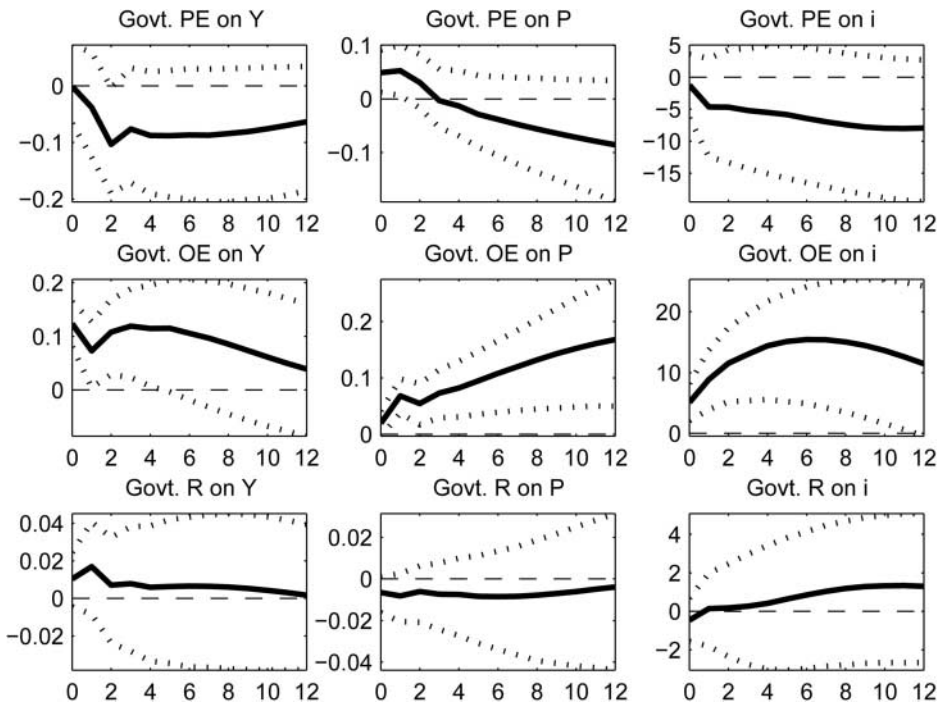 Govt. PE on Y
Govt. PE on P
Govt. PE on i
0
−0.1
−0.2
0 2 4 6 8 10 12
0.1
0
−0.1
0 2 4 6 8 10 12
5
0
−5
−10
−15
0 2 4 6 8 10 12
Govt. OE on Y
Govt. OE on P
Govt. OE on i
0.2
0.1
0
0 2 4 6 8 10 12
0.2
0.1
0
0 2 4 6 8 10 12
20
10
0
0 2 4 6 8 10 12
Govt. R on Y
Govt. R on P
Govt. R on i
0.04
0.02
0
−0.02
0 2 4 6 8 10 12
0.02
0
−0.02
−0.04
0 2 4 6 8 10 12
4
2
0
−2
0 2 4 6 8 10 12